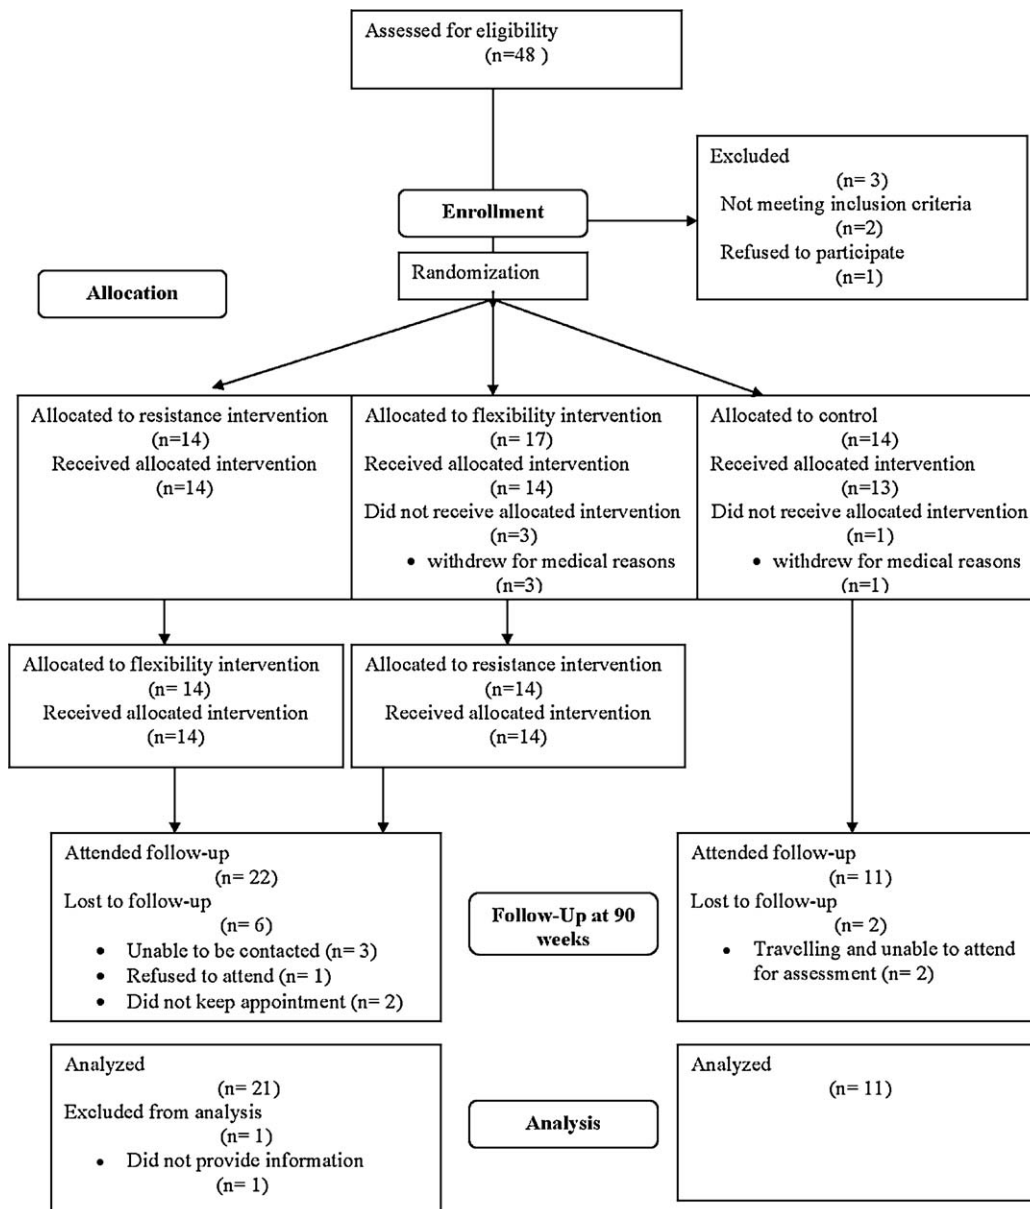 Assessed for eligibility
(n=48 )
Excluded
(n= 3)
Not meeting inclusion criteria
(n=2)
Refused to participate
(n=1)
Enrollment
Randomization
Allocation
Allocated to resistance intervention
(n=14)
Received allocated intervention
(n=14)
Allocated to flexibility intervention
(n= 17)
Received allocated intervention
(n= 14)
Did not receive allocated intervention
(n=3)
• withdrew for medical reasons
(n=3)
Allocated to control
(n=14)
Received allocated intervention
(n=13)
Did not receive allocated intervention
(n=1)
• withdrew for medical reasons
(n=1)
Allocated to flexibility intervention
(n= 14)
Received allocated intervention
(n=14)
Allocated to resistance intervention
(n=14)
Received allocated intervention
(n=14)
Attended follow-up
(n= 22)
Lost to follow-up
(n= 6)
• Unable to be contacted (n= 3)
• Refused to attend (n= 1)
• Did not keep appointment (n= 2)
Follow-Up at 90
weeks
Attended follow-up
(n= 11)
Lost to follow-up
(n= 2)
• Travelling and unable to attend
for assessment (n= 2)
Analyzed
(n= 21)
Excluded from analysis
(n= 1)
• Did not provide information
(n= 1)
Analysis
Analyzed
(n= 11)